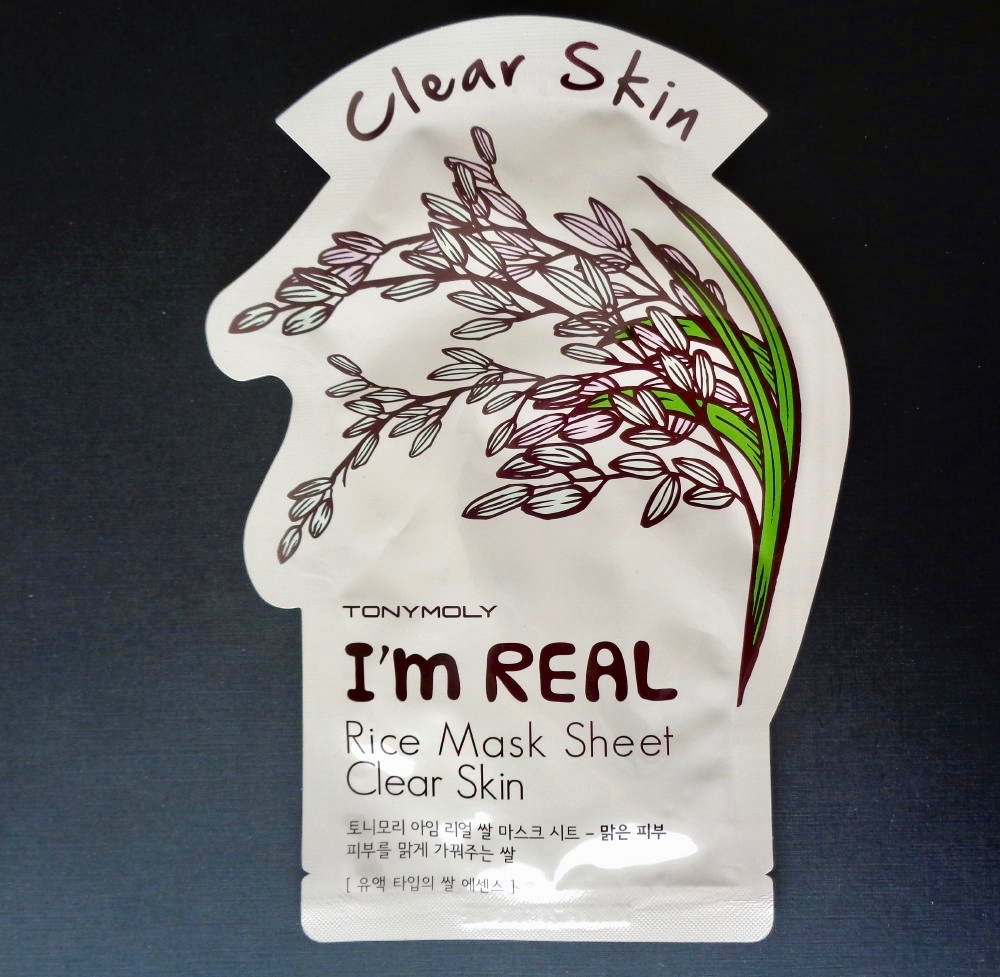 Clear Skin
TONYMOLY
I'm REAL
Rice Mask Sheet
Clear Skin
토니모리 아임 리얼 쌀 마스크 시트 – 맑은 피부
피부를 맑게 가꿔주는 쌀
[ 유액 타입의 쌀 에센스 ]